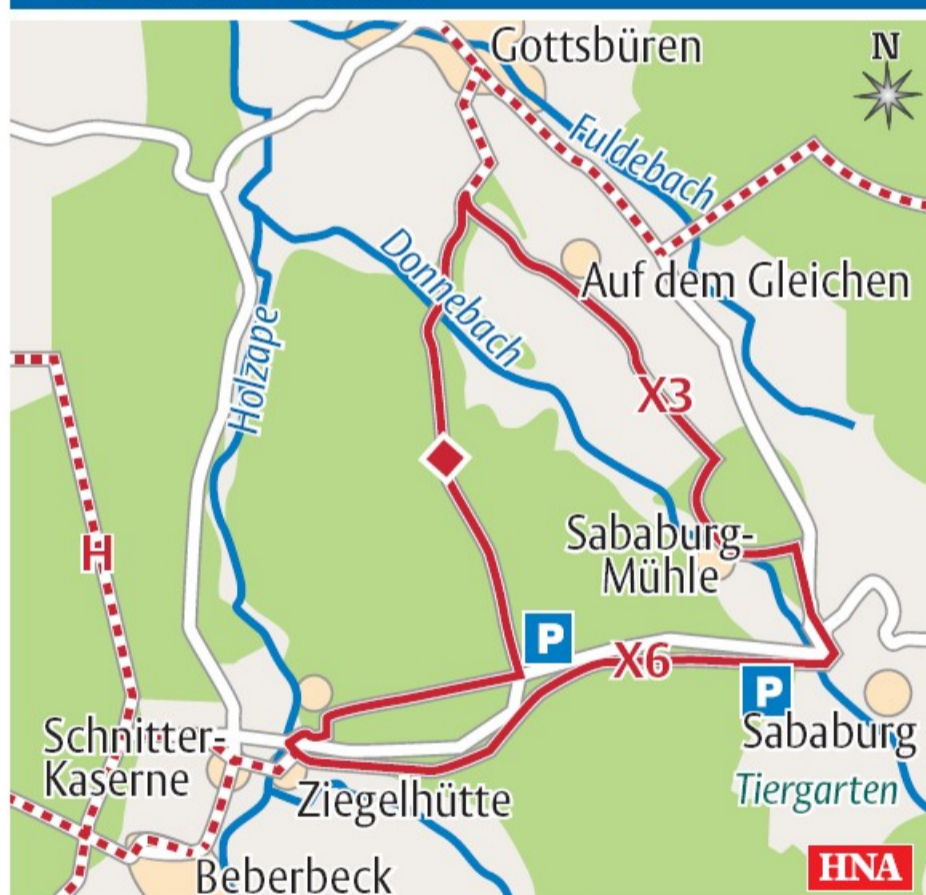 Gottsbüren
N
Fuldebach
Donnebach
Auf dem Gleichen
Holzape
X3
H
Sababurg-
Mühle
P
X6
P
Schnitter-
Kaserne
Sababurg
Tiergarten
Ziegelhütte
Beberbeck
HNA